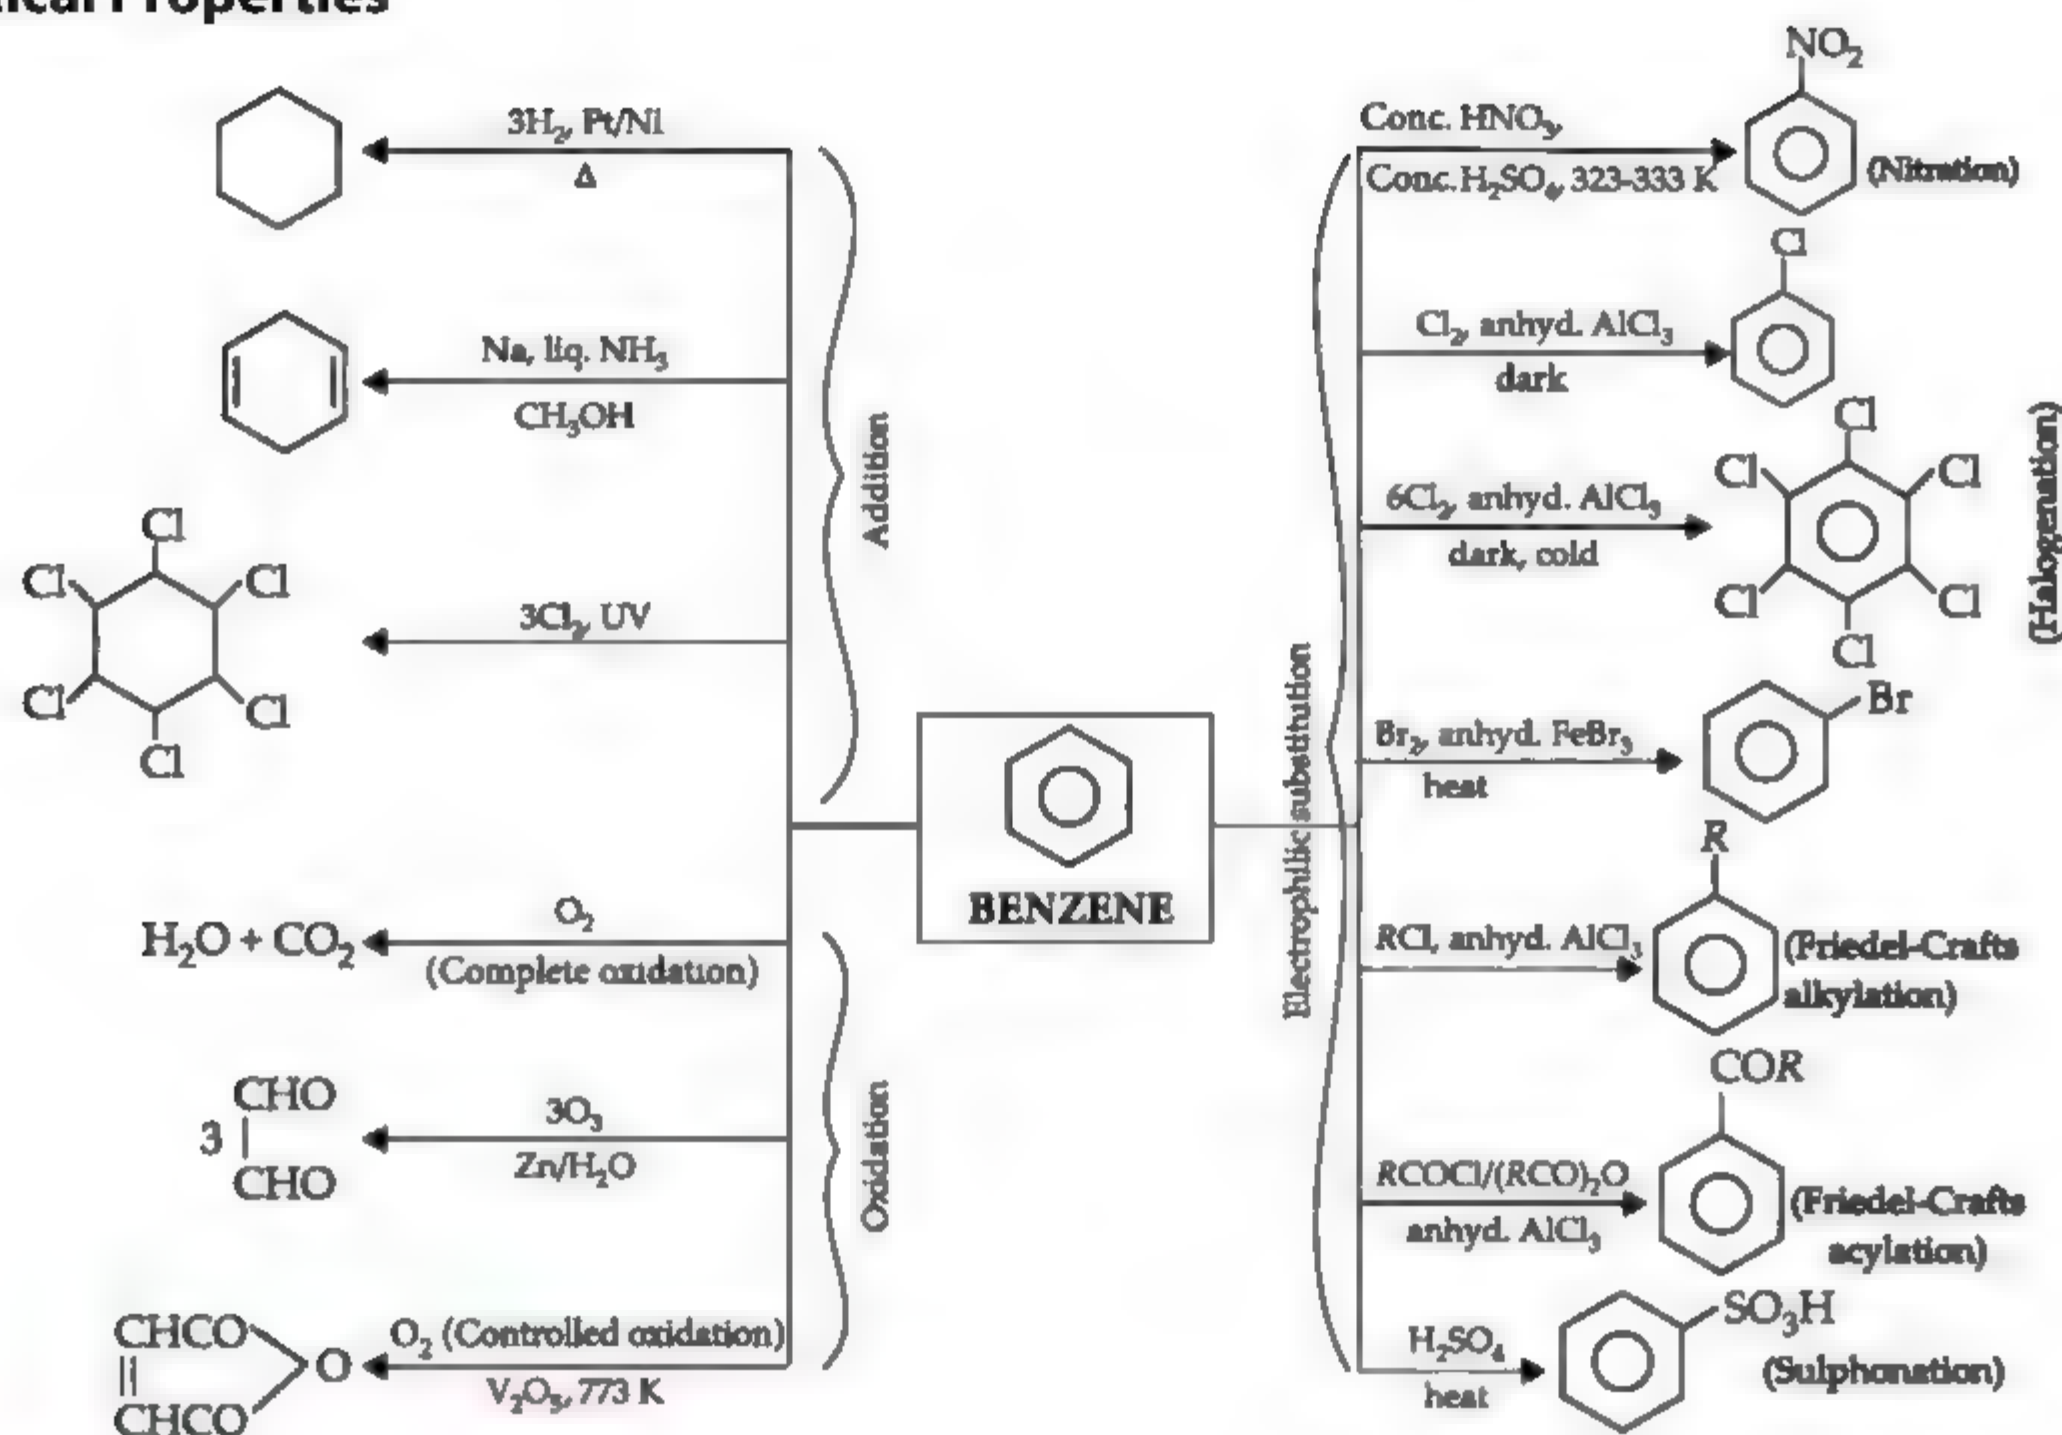 ical Properties
3H₂, Pt/Ni
Δ
Na, liq. NH₃
CH₃OH
Cl
Cl
Cl
Cl
Cl
Cl
3Cl₂, UV
Addition
H₂O + CO₂
O₂
(Complete oxidation)
3
CHO
CHO
3O₃
Zn/H₂O
CHCO
CHCO
O
O₂ (Controlled oxidation)
V₂O₅, 773 K
Oxidation
BENZENE
Electrophilic substitution
Conc. HNO₃,
Conc. H₂SO₄, 323-333 K
NO₂
(Nitration)
Cl₂, anhyd. AlCl₃
dark
Cl
6Cl₂, anhyd. AlCl₃
dark, cold
Cl
Cl
Cl
Cl
Cl
Cl
(Halogenation)
Br₂, anhyd. FeBr₃
heat
Br
RCl, anhyd. AlCl₃
R
(Friedel-Crafts
alkylation)
RCOCl/(RCO)₂O
anhyd. AlCl₃
COR
(Friedel-Crafts
acylation)
H₂SO₄
heat
SO₃H
(Sulphonation)